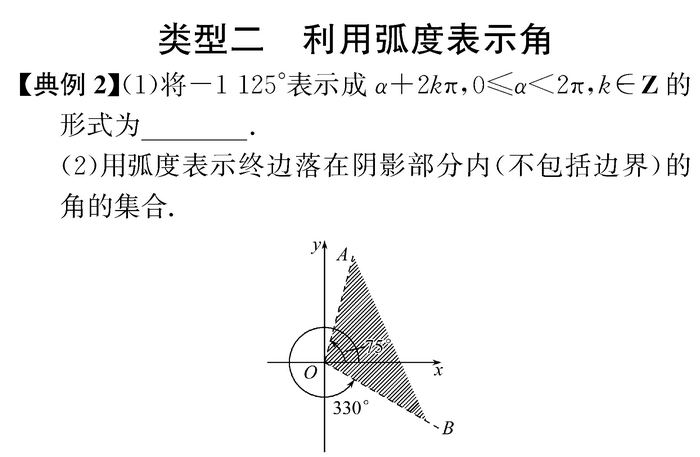 类型二　利用弧度表示角
【典例2】(1)将－1 125°表示成 α＋2kπ,0≤α<2π,k∈Z 的
形式为________.
(2)用弧度表示终边落在阴影部分内(不包括边界)的
角的集合.
y
A
75°
O
x
330°
B